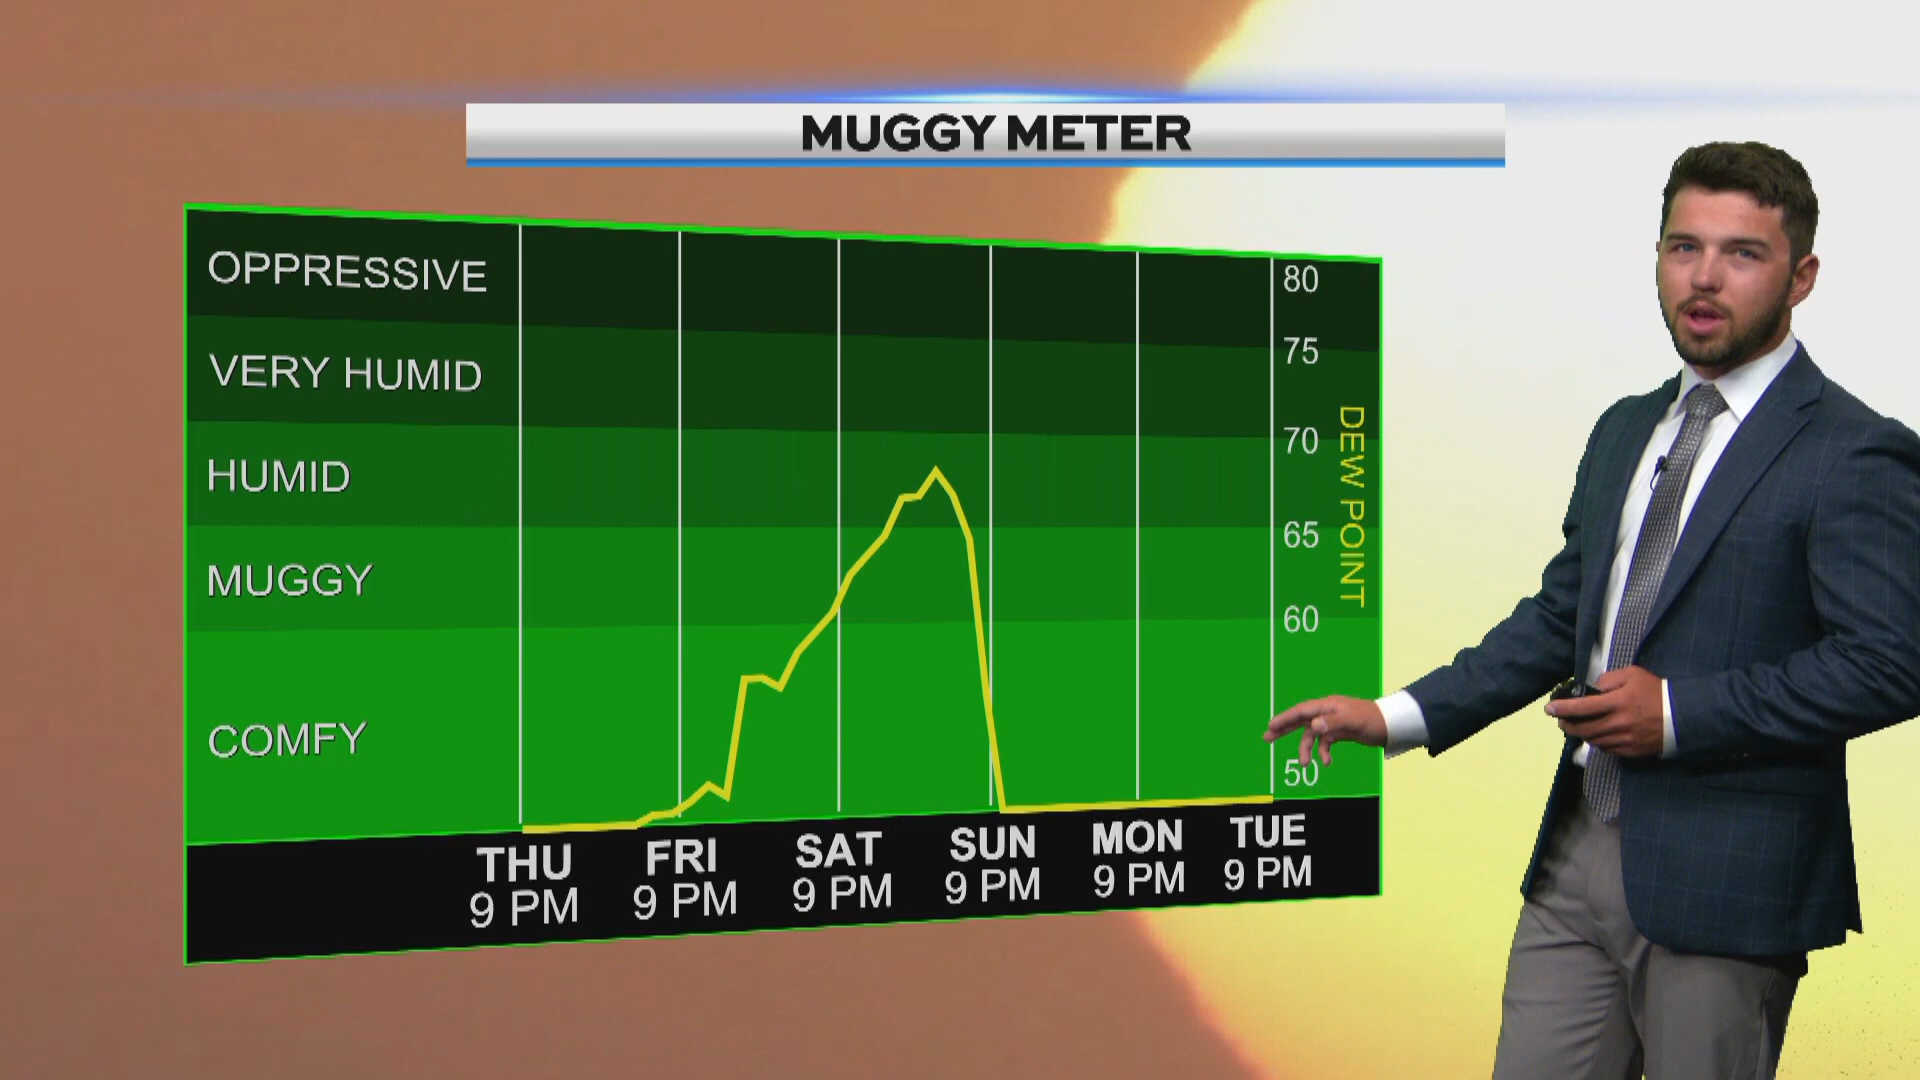 MUGGY METER
OPPRESSIVE
VERY HUMID
HUMID
MUGGY
COMFY
80
75
70
65
60
50
DEW POINT
THU FRI SAT SUN MON TUE
9 PM 9 PM 9 PM 9 PM 9 PM 9 PM